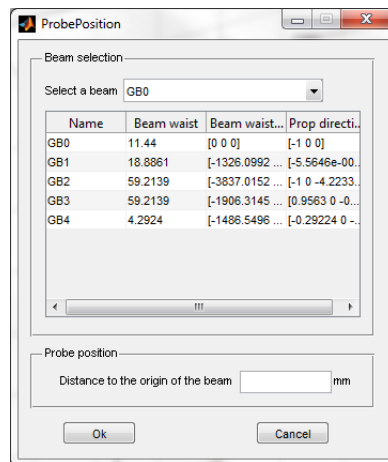 ProbePosition
Beam selection
Select a beam GB0
Name Beam waist Beam waist... Prop directi..
GB0 11.44 [0 0 0] [-1 0 0]
GB1 18.8861 [-1326.0992 ... [-5.5646e-00...
GB2 59.2139 [-3837.0152 ... [-1 0 -4.2233...
GB3 59.2139 [-1906.3145 ... [0.9563 0 -0...
GB4 4.2924 [-1486.5496 ... [-0.29224 0 -...
Probe position
Distance to the origin of the beam mm
Ok Cancel